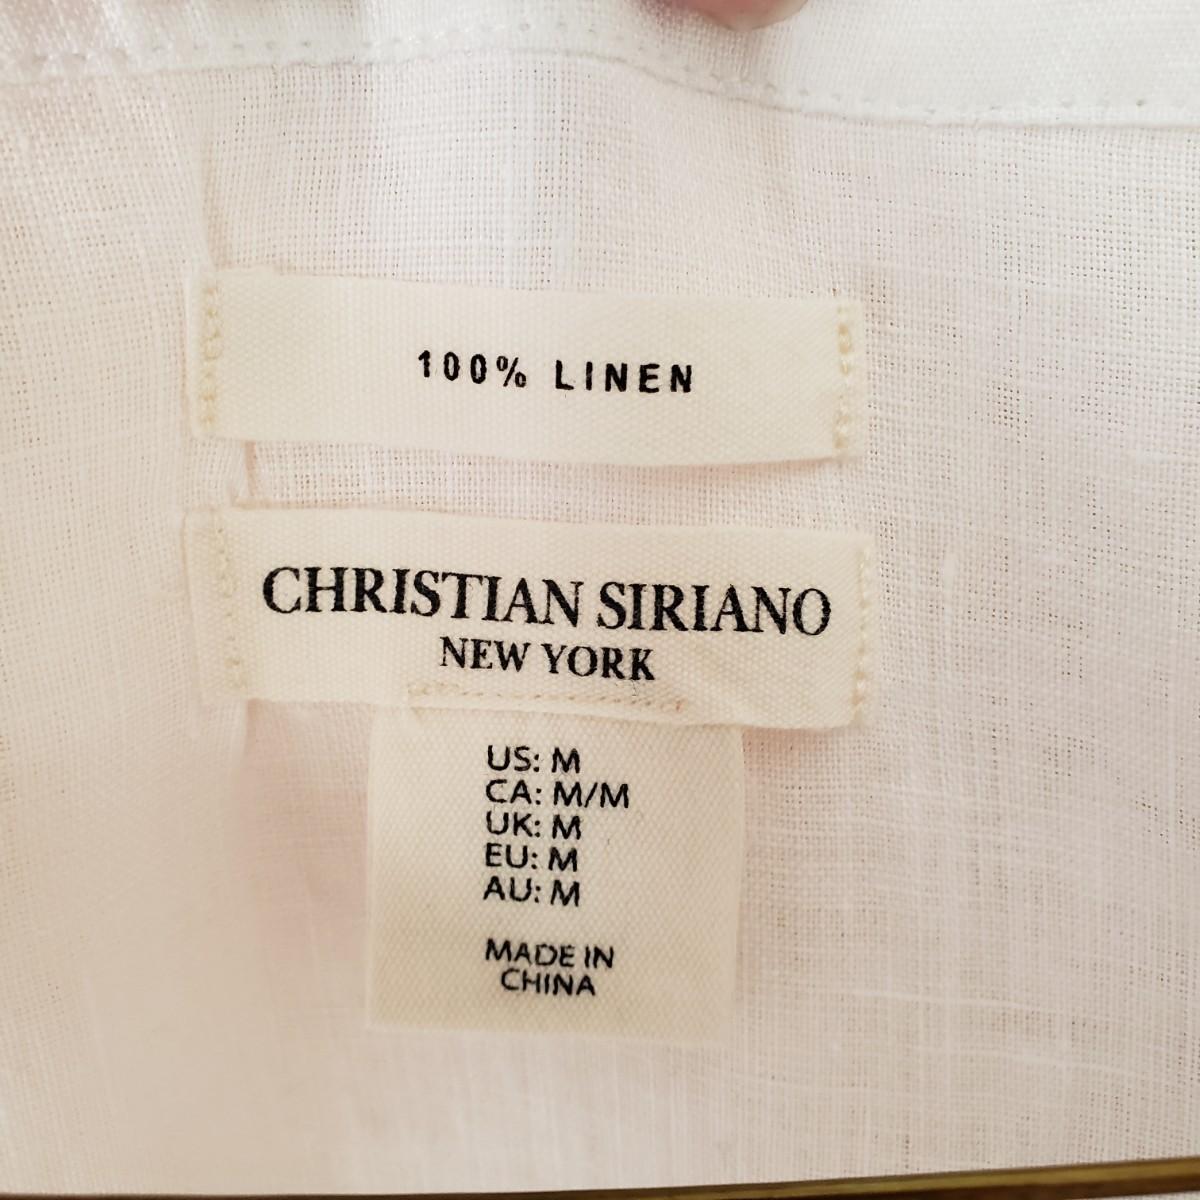 100% LINEN
CHRISTIAN SIRIANO
NEW YORK
US: M
CA: M/M
UK: M
EU: M
AU: M
MADE IN
CHINA